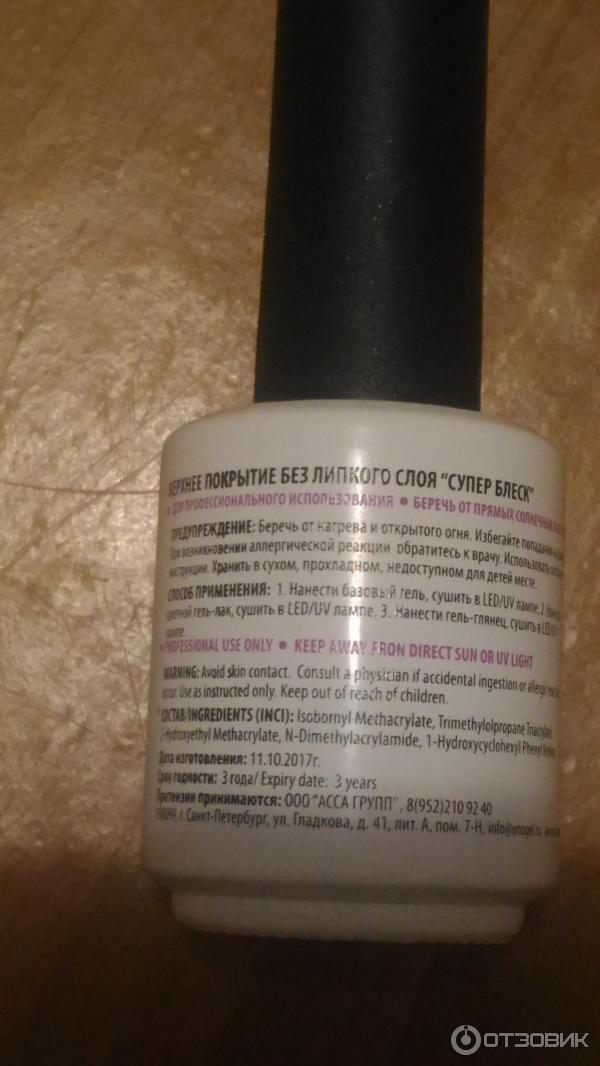 ВЕРХНЕЕ ПОКРЫТИЕ БЕЗ ЛИПКОГО СЛОЯ "СУПЕР БЛЕСК"
• ДЛЯ ПРОФЕССИОНАЛЬНОГО ИСПОЛЬЗОВАНИЯ • БЕРЕЧЬ ОТ ПРЯМЫХ СОЛНЕЧНЫХ
ПРЕДУПРЕЖДЕНИЕ: Беречь от нагрева и открытого огня. Избегайте попадания
При возникновении аллергической реакции обратитесь к врачу. Использовать
инструкции. Хранить в сухом, прохладном, недоступном для детей месте.
СПОСОБ ПРИМЕНЕНИЯ: 1. Нанести базовый гель, сушить в LED/UV лампе, 2.
цветной гель-лак, сушить в LED/UV лампе, 3. Нанести гель-глянец, сушить в
лампе.
• PROFESSIONAL USE ONLY • KEEP AWAY FRON DIRECT SUN OR UV LIGHT
WARNING: Avoid skin contact. Consult a physician if accidental ingestion or allergic
occur. Use as instructed only. Keep out of reach of children.
СОСТАВ/INGREDIENTS (INCI): Isobornyl Methacrylate, Trimethylolpropane Triacrylate,
2-Hydroxyethyl Methacrylate, N-Dimethylacrylamide, 1-Hydroxycyclohexyl Phenyl
Дата изготовления: 11.10.2017г.
Срок годности: 3 года/ Expiry date: 3 years
Претензии принимаются: ООО "АССА ГРУПП", 8(952)210 92 40
г. Санкт-Петербург, ул. Гладкова, д. 41, лит. А, пом. 7-Н, info@unogel.ru
ОТЗОВИК